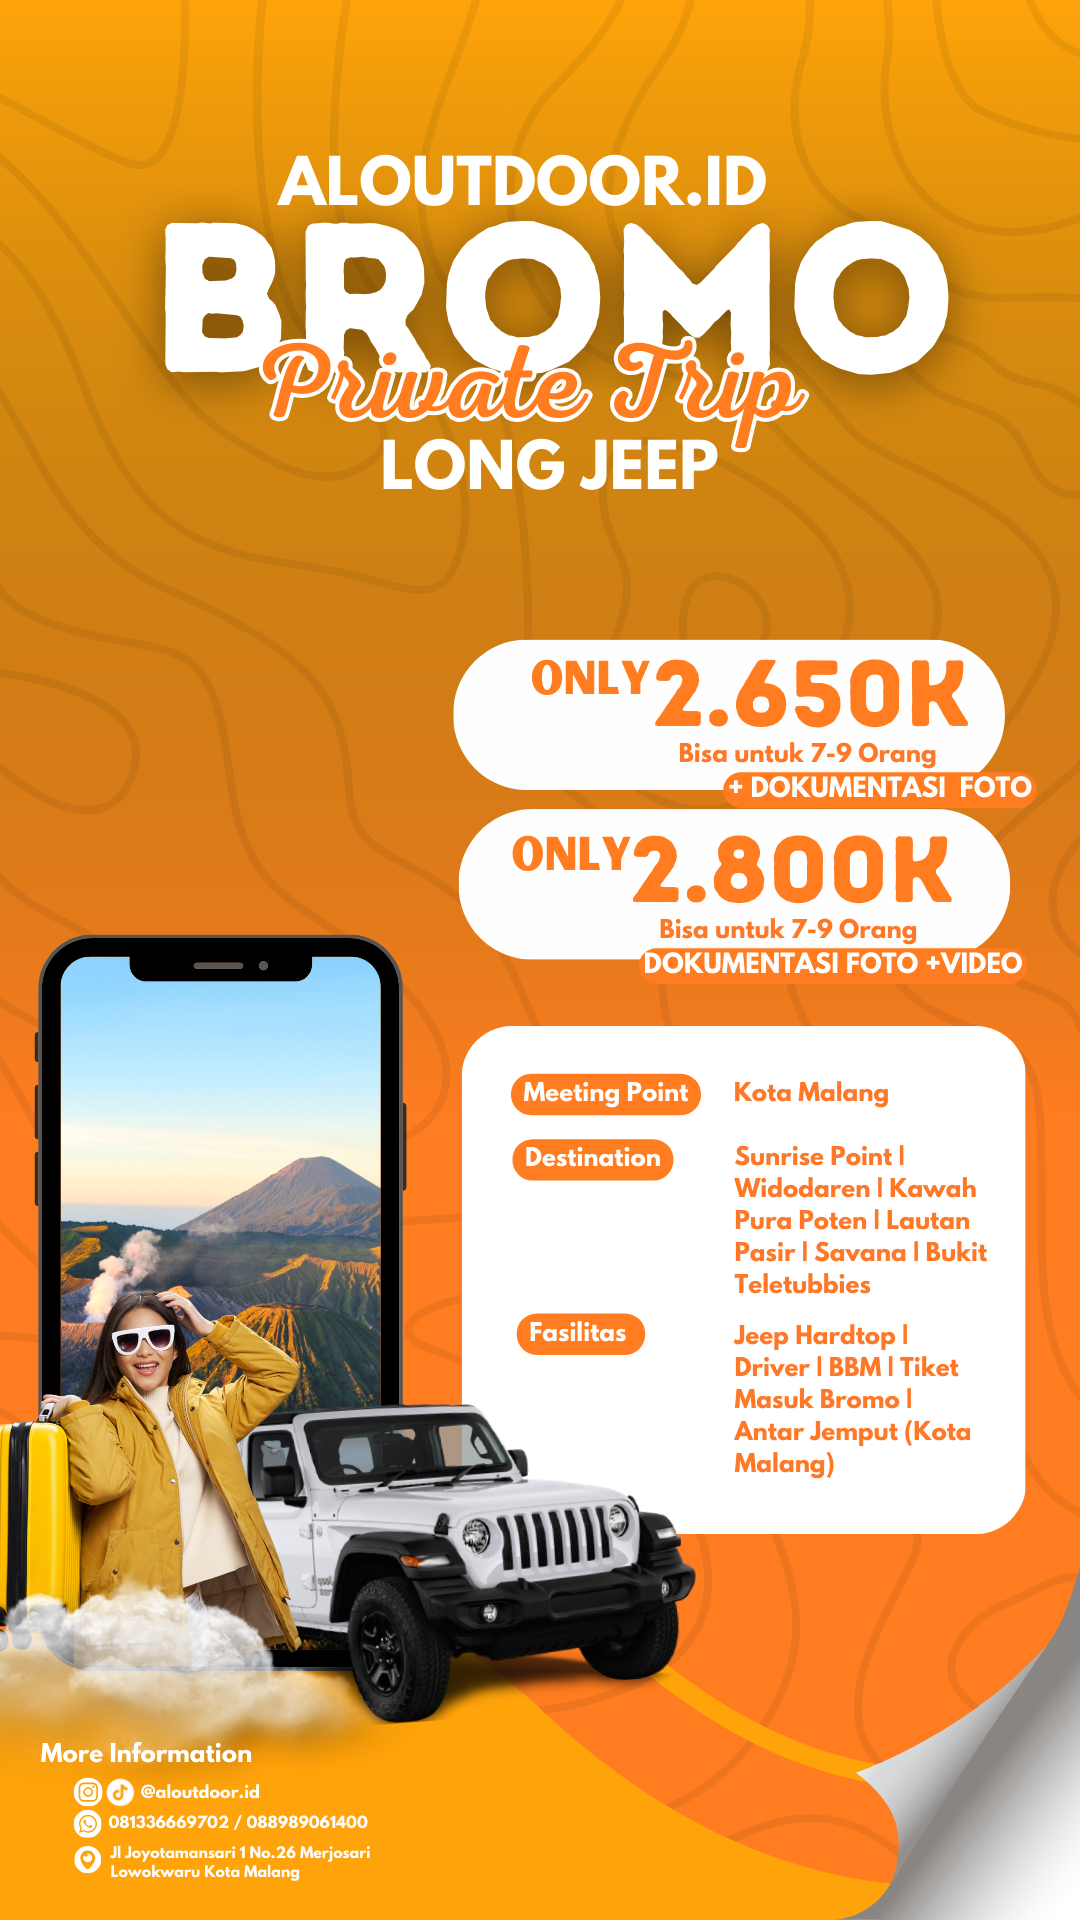 ALOUTDOOR.ID
BROMO
Private Trip
LONG JEEP
ONLY 2.650K
Bisa untuk 7-9 Orang
+ DOKUMENTASI FOTO
ONLY 2.800K
Bisa untuk 7-9 Orang
DOKUMENTASI FOTO +VIDEO
Meeting Point
Kota Malang
Destination
Sunrise Point |
Widodaren | Kawah
Pura Poten | Lautan
Pasir | Savana | Bukit
Teletubbies
Fasilitas
Jeep Hardtop |
Driver | BBM | Tiket
Masuk Bromo |
Antar Jemput (Kota
Malang)
More Information
@aloutdoor.id
081336669702 / 088989061400
Jl Joyotamansari 1 No.26 Merjosari
Lowokwaru Kota Malang